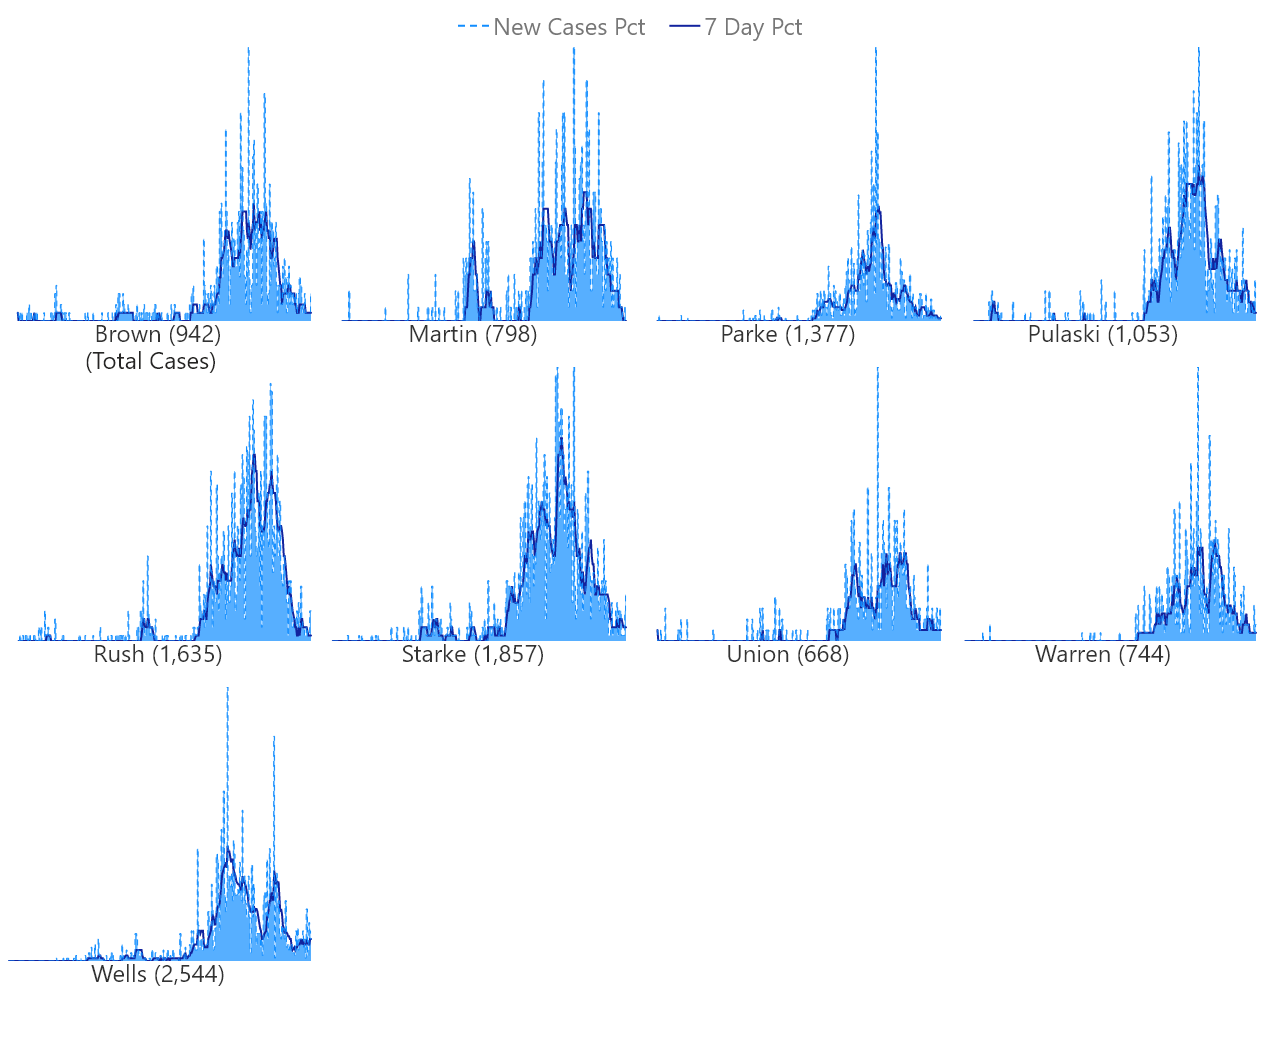 New Cases Pct 7 Day Pct
Brown (942) Martin (798) Parke (1,377) Pulaski (1,053)
(Total Cases)
Rush (1,635) Starke (1,857) Union (668) Warren (744)
Wells (2,544)